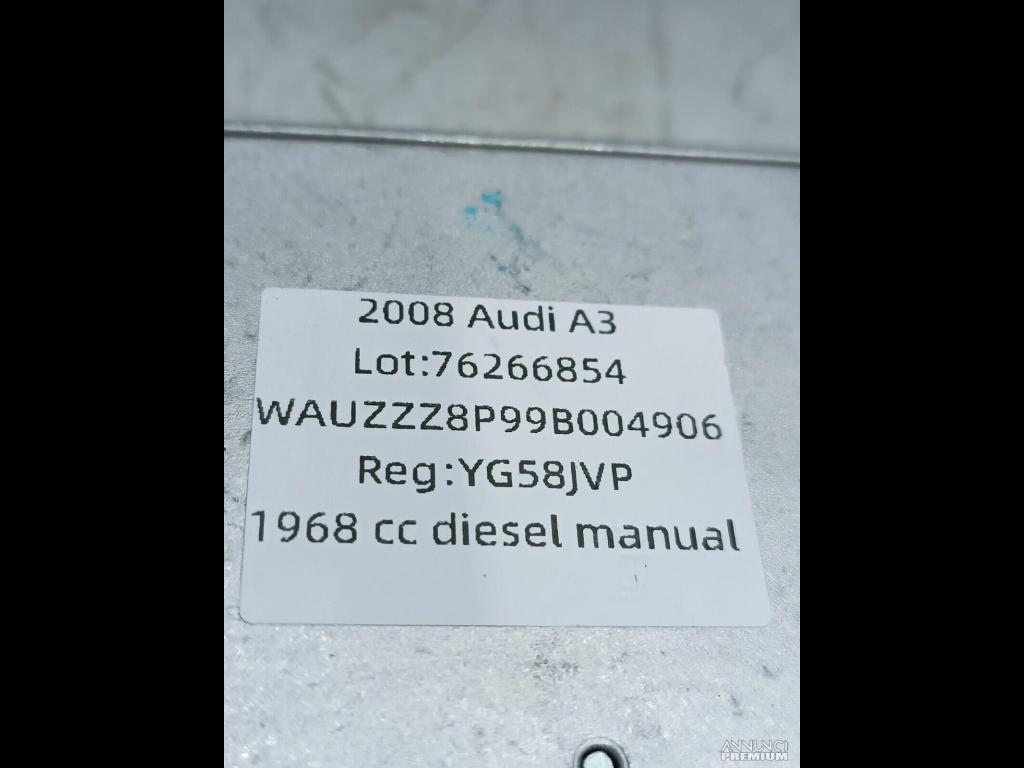 2008 Audi A3
Lot:76266854
WAUZZZ8P99B004906
Reg:YG58JVP
1968 cc diesel manual
ANNUNCI
PREMIUM